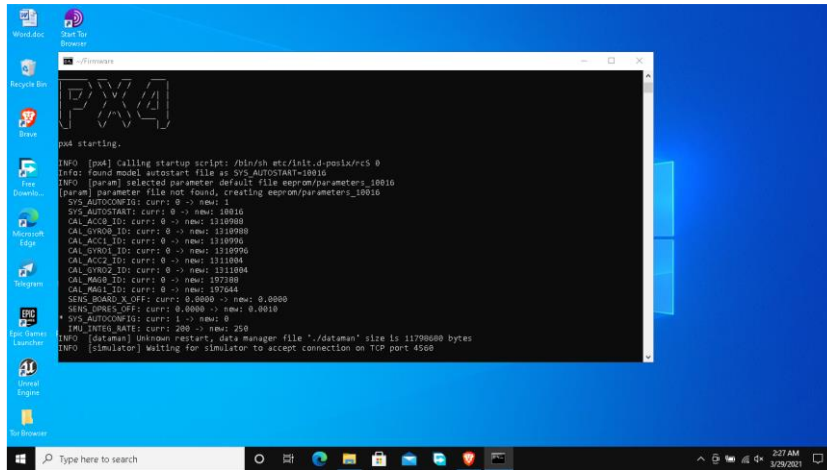 Word.doc
Start Tor
Browser
Recycle Bin
Brave
Free
Downlo...
Microsoft
Edge
Telegram
EPIC
Epic Games
Launcher
Unreal
Engine
Tor Browser
~/Firmware
PX4
px4 starting.
INFO  [px4] Calling startup script: /bin/sh etc/init.d-posix/rcS 0
Info: found model autostart file as SYS_AUTOSTART=10016
INFO  [param] selected parameter default file eeprom/parameters_10016
[param] parameter file not found, creating eeprom/parameters_10016
SYS_AUTOCONFIG: curr: 0 -> new: 1
SYS_AUTOSTART: curr: 0 -> new: 10016
CAL_ACC0_ID: curr: 0 -> new: 1310988
CAL_GYRO0_ID: curr: 0 -> new: 1310988
CAL_ACC1_ID: curr: 0 -> new: 1310996
CAL_GYRO1_ID: curr: 0 -> new: 1310996
CAL_ACC2_ID: curr: 0 -> new: 1311004
CAL_GYRO2_ID: curr: 0 -> new: 1311004
CAL_MAG0_ID: curr: 0 -> new: 197388
CAL_MAG1_ID: curr: 0 -> new: 197644
SENS_BOARD_X_OFF: curr: 0.0000 -> new: 0.0000
SENS_DPRES_OFF: curr: 0.0000 -> new: 0.0010
* SYS_AUTOCONFIG: curr: 1 -> new: 0
IMU_INTEG_RATE: curr: 200 -> new: 250
INFO  [dataman] Unknown restart, data manager file './dataman' size is 11798680 bytes
INFO  [simulator] Waiting for simulator to accept connection on TCP port 4560
Type here to search
2:27 AM
3/29/2021